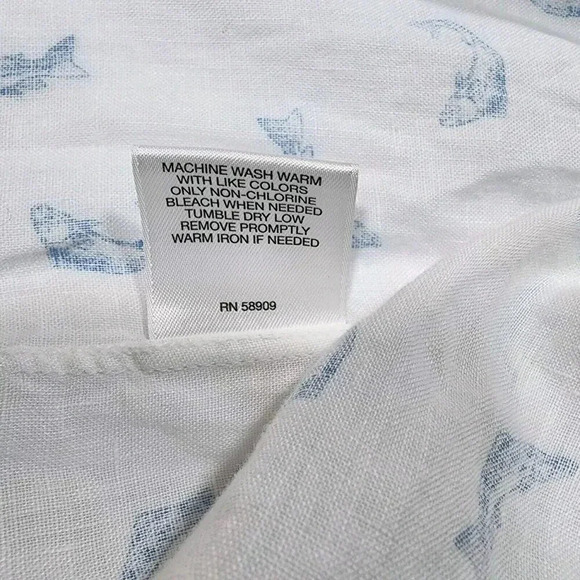 MACHINE WASH WARM
WITH LIKE COLORS
ONLY NON-CHLORINE
BLEACH WHEN NEEDED
TUMBLE DRY LOW
REMOVE PROMPTLY
WARM IRON IF NEEDED
RN 58909